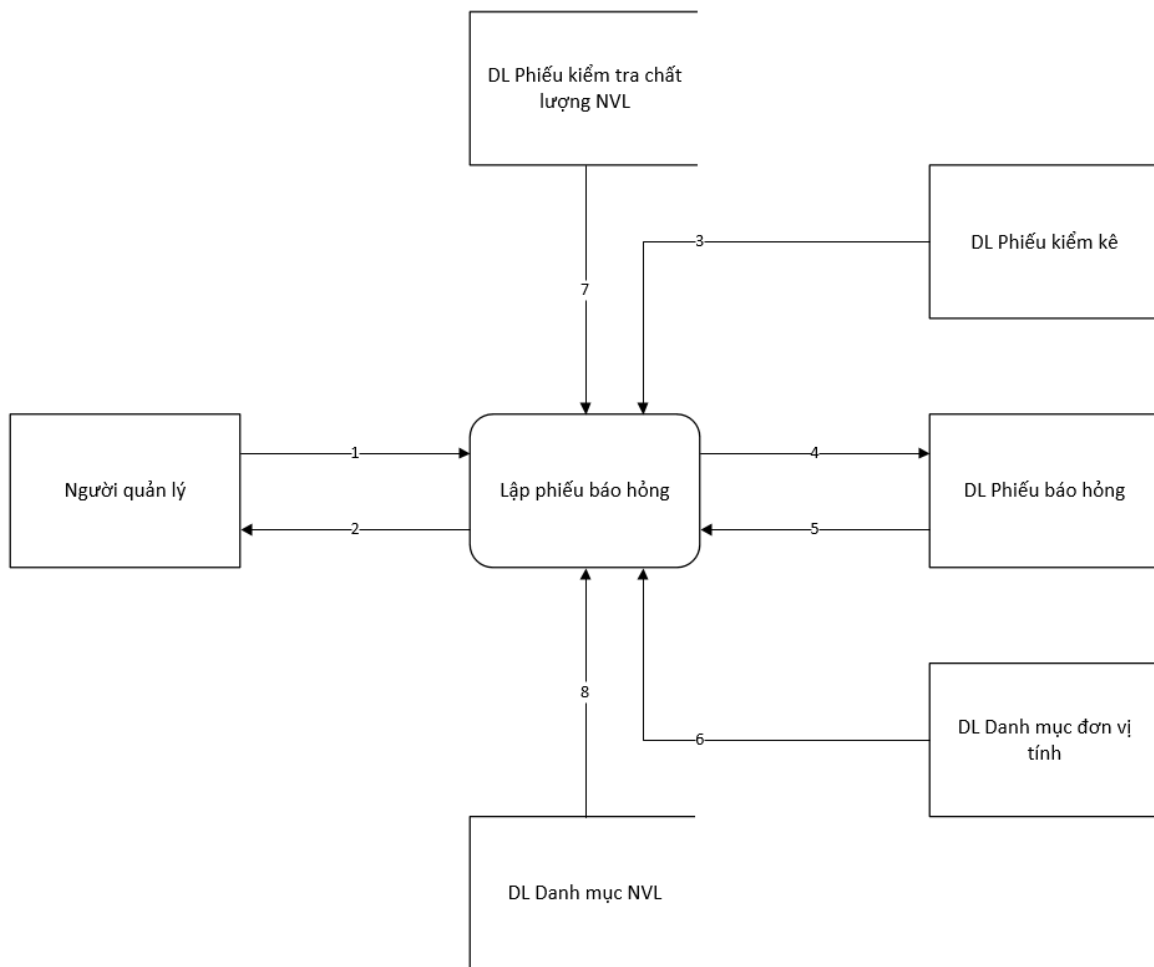 DL Phiếu kiểm tra chất
lượng NVL
3
DL Phiếu kiểm kê
7
Người quản lý
1
2
Lập phiếu báo hỏng
4
5
DL Phiếu báo hỏng
8
6
DL Danh mục đơn vị
tính
DL Danh mục NVL